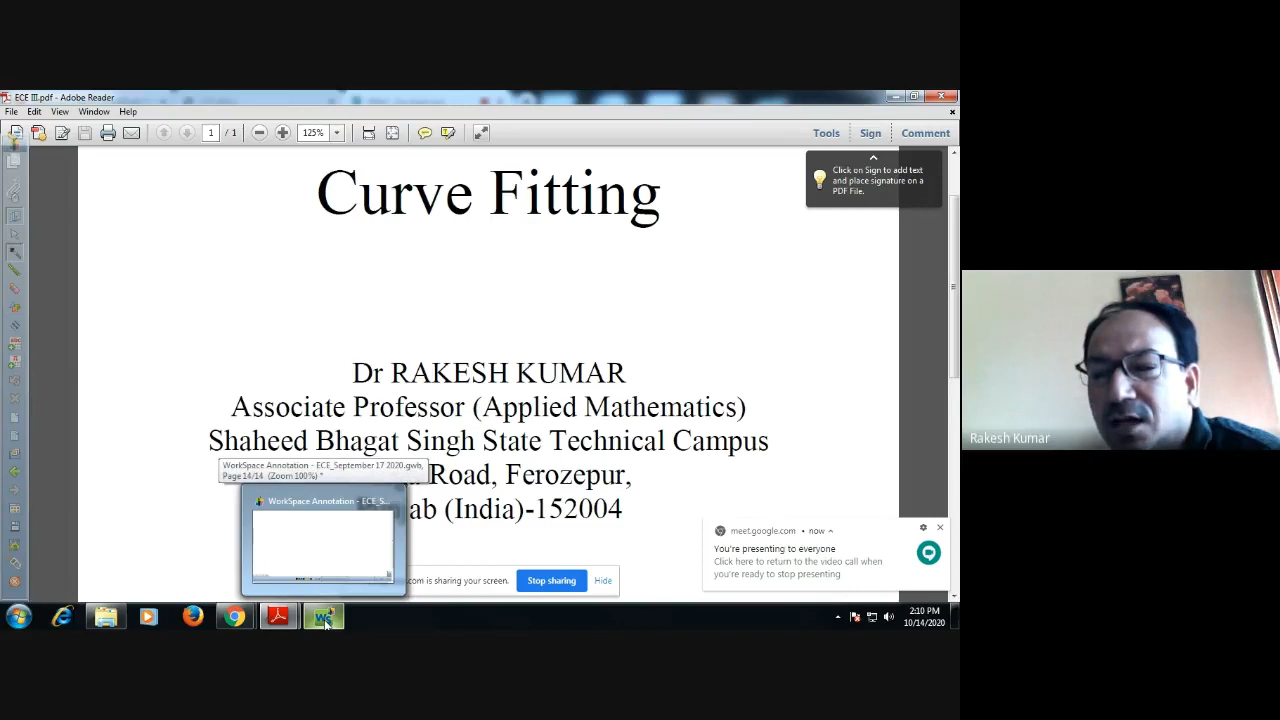 ECE III.pdf - Adobe Reader
File Edit View Window Help
1 / 1 125% Tools Sign Comment
Click on Sign to add text
and place signature on a
PDF File.
Curve Fitting
Dr RAKESH KUMAR
Associate Professor (Applied Mathematics)
Shaheed Bhagat Singh State Technical Campus
Road, Ferozepur,
ab (India)-152004
WorkSpace Annotation - ECE_September 17 2020.gwb,
Page 14/14 (Zoom 100%) *
WorkSpace Annotation - ECE_S...
meet.google.com • now
You're presenting to everyone
Click here to return to the video call when
you're ready to stop presenting
.com is sharing your screen. Stop sharing Hide
Rakesh Kumar
2:10 PM
10/14/2020